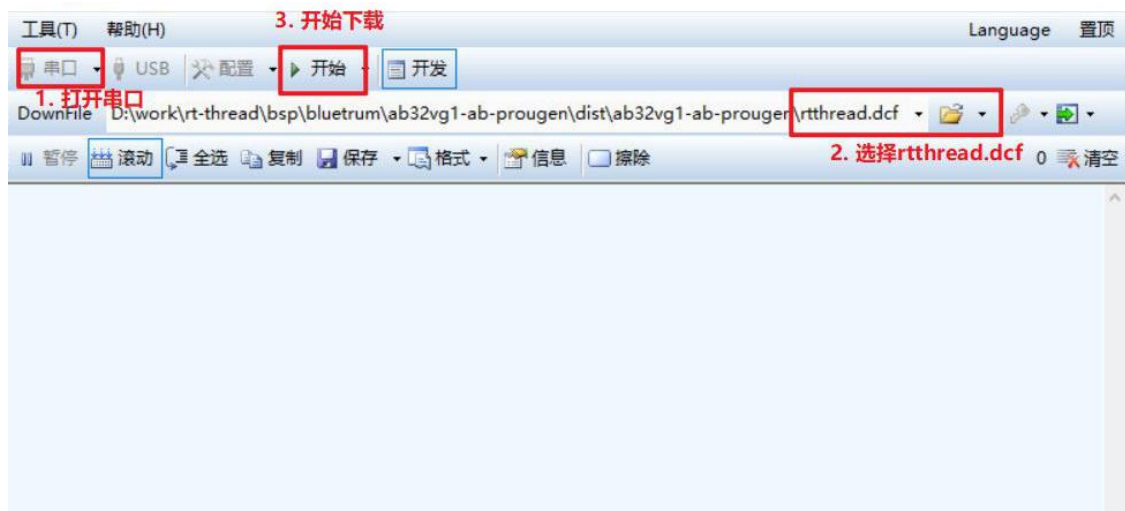 工具(T) 帮助(H) 3. 开始下载 Language 置顶
串口 USB 配置 开始 开发
1. 打开串口
DownFile D:\work\rt-thread\bsp\bluetrum\ab32vg1-ab-prougen\dist\ab32vg1-ab-prougen\rtthread.dcf
暂停 滚动 全选 复制 保存 格式 信息 擦除 2. 选择rtthread.dcf 0 清空